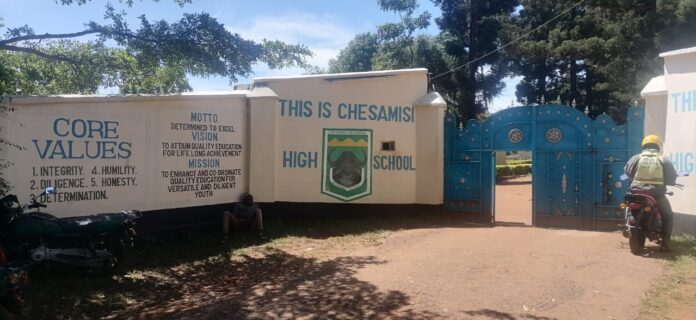 CORE
VALUES
1. INTEGRITY. 4. HUMILITY.
2. DILIGENCE. 5. HONESTY.
3. DETERMINATION.
MOTTO
DETERMINED TO EXCEL
VISION
TO ATTAIN QUALITY EDUCATION
FOR LIFE LONG ACHIEVEMENT
MISSION
TO ENHANCE AND CO-ORDINATE
QUALITY EDUCATION FOR
VERSATILE AND DILIGENT
YOUTH
THIS IS CHESAMISI
HIGH SCHOOL
THI
HIGH